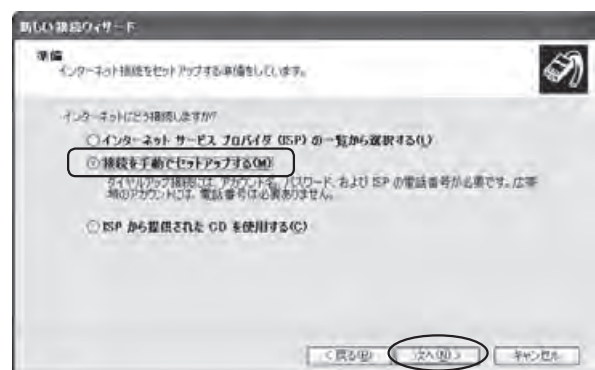 新しい接続ウィザード
準備
インターネット接続をセットアップする準備をしています。
インターネットにどう接続しますか?
インターネット サービス プロバイダ (ISP) の一覧から選択する(L)
接続を手動でセットアップする(M)
ダイヤルアップ接続には、アカウント名、パスワード、および ISP の電話番号が必要です。広帯
域のアカウントには、電話番号は必要ありません。
ISP から提供された CD を使用する(C)
< 戻る(B) 次へ(N) > キャンセル